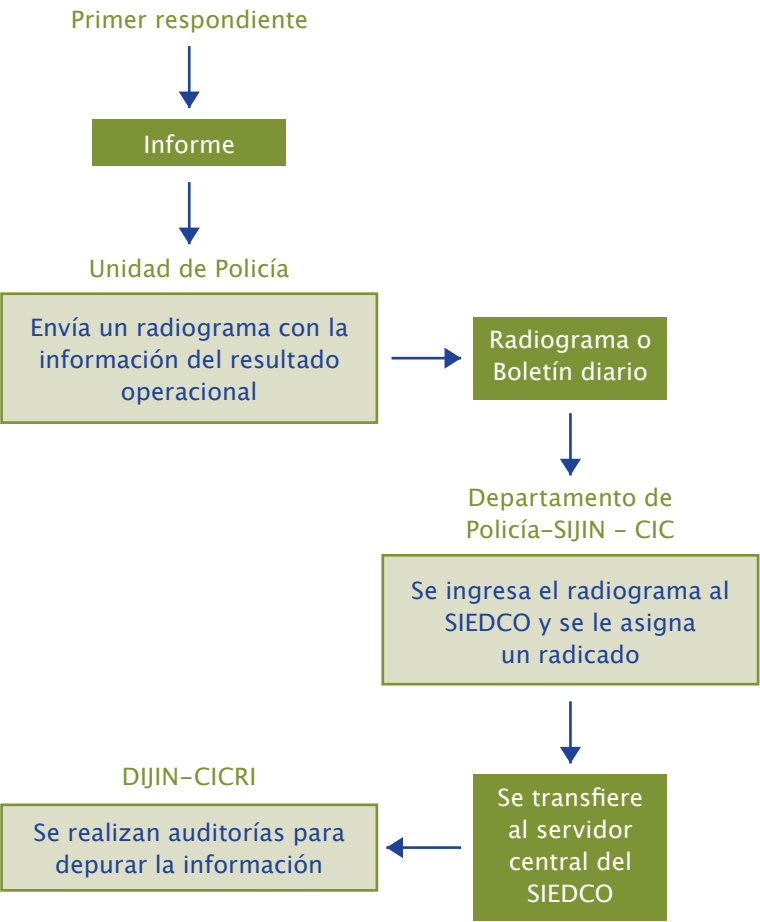 Primer respondiente
Informe
Unidad de Policía
Envía un radiograma con la
información del resultado
operacional
Radiograma o
Boletín diario
Departamento de
Policía-SIJIN - CIC
Se ingresa el radiograma al
SIEDCO y se le asigna
un radicado
Se transfiere
al servidor
central del
SIEDCO
DIJIN-CICRI
Se realizan auditorías para
depurar la información